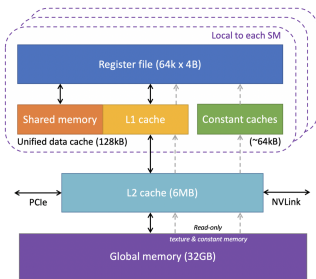 Local to each SM
Register file (64k x 4B)
Shared memory
L1 cache
Constant caches
Unified data cache (128kB)
(~64kB)
L2 cache (6MB)
PCIe
NVLink
Read-only
texture & constant memory
Global memory (32GB)